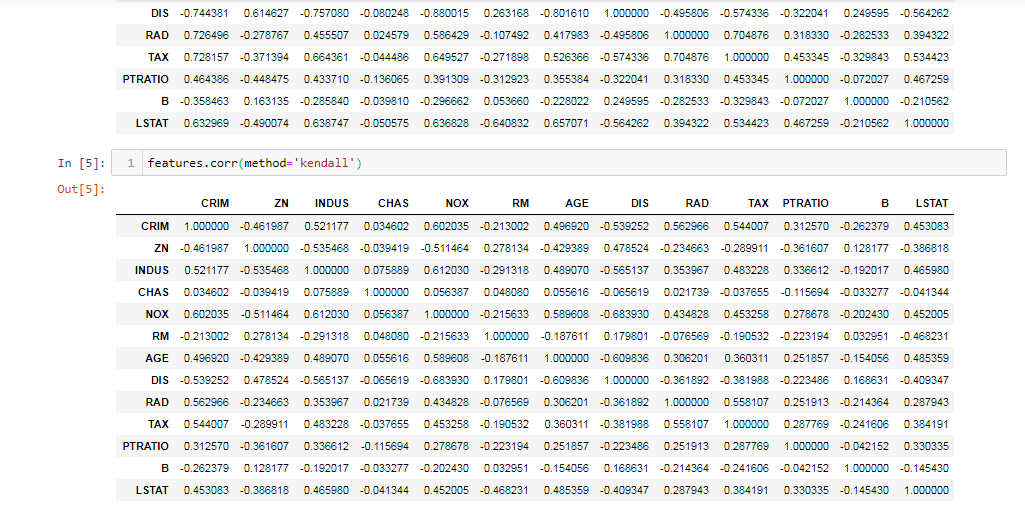 DIS -0.744381 0.614627 -0.757080 -0.080248 -0.880015 0.263168 -0.801610 1.000000 -0.495806 -0.574336 -0.322041 0.249595 -0.564262
RAD 0.726496 -0.278767 0.455507 0.024579 0.586429 -0.107492 0.417983 -0.495806 1.000000 0.704876 0.318330 -0.282533 0.394322
TAX 0.728157 -0.371394 0.664361 -0.044486 0.649527 -0.271898 0.526366 -0.574336 0.704876 1.000000 0.453345 -0.329843 0.534423
PTRATIO 0.464386 -0.448475 0.433710 -0.136065 0.391309 -0.312923 0.355384 -0.322041 0.318330 0.453345 1.000000 -0.072027 0.467259
B -0.358463 0.163135 -0.285840 -0.039810 -0.296662 0.053660 -0.228022 0.249595 -0.282533 -0.329843 -0.072027 1.000000 -0.210562
LSTAT 0.632969 -0.490074 0.638747 -0.050575 0.636828 -0.640832 0.657071 -0.564262 0.394322 0.534423 0.467259 -0.210562 1.000000
In [5]: 1 features.corr(method='kendall')
Out[5]:
CRIM ZN INDUS CHAS NOX RM AGE DIS RAD TAX PTRATIO B LSTAT
CRIM 1.000000 -0.461987 0.521177 0.034602 0.602035 -0.213002 0.496920 -0.539252 0.562966 0.544007 0.312570 -0.262379 0.453083
ZN -0.461987 1.000000 -0.535468 -0.039419 -0.511464 0.278134 -0.429389 0.478524 -0.234663 -0.289911 -0.361607 0.128177 -0.386818
INDUS 0.521177 -0.535468 1.000000 0.075889 0.612030 -0.291318 0.489070 -0.565137 0.353967 0.483228 0.336612 -0.192017 0.465980
CHAS 0.034602 -0.039419 0.075889 1.000000 0.056387 0.048080 0.055616 -0.065619 0.021739 -0.037655 -0.115694 -0.033277 -0.041344
NOX 0.602035 -0.511464 0.612030 0.056387 1.000000 -0.215633 0.589608 -0.683930 0.434828 0.453258 0.278678 -0.202430 0.452005
RM -0.213002 0.278134 -0.291318 0.048080 -0.215633 1.000000 -0.187611 0.179801 -0.076569 -0.190532 -0.223194 0.032951 -0.468231
AGE 0.496920 -0.429389 0.489070 0.055616 0.589608 -0.187611 1.000000 -0.609836 0.306201 0.360311 0.251857 -0.154056 0.485359
DIS -0.539252 0.478524 -0.565137 -0.065619 -0.683930 0.179801 -0.609836 1.000000 -0.361892 -0.381988 -0.223486 0.168631 -0.409347
RAD 0.562966 -0.234663 0.353967 0.021739 0.434828 -0.076569 0.306201 -0.361892 1.000000 0.558107 0.251913 -0.214364 0.287943
TAX 0.544007 -0.289911 0.483228 -0.037655 0.453258 -0.190532 0.360311 -0.381988 0.558107 1.000000 0.287769 -0.241606 0.384191
PTRATIO 0.312570 -0.361607 0.336612 -0.115694 0.278678 -0.223194 0.251857 -0.223486 0.251913 0.287769 1.000000 -0.042152 0.330335
B -0.262379 0.128177 -0.192017 -0.033277 -0.202430 0.032951 -0.154056 0.168631 -0.214364 -0.241606 -0.042152 1.000000 -0.145430
LSTAT 0.453083 -0.386818 0.465980 -0.041344 0.452005 -0.468231 0.485359 -0.409347 0.287943 0.384191 0.330335 -0.145430 1.000000